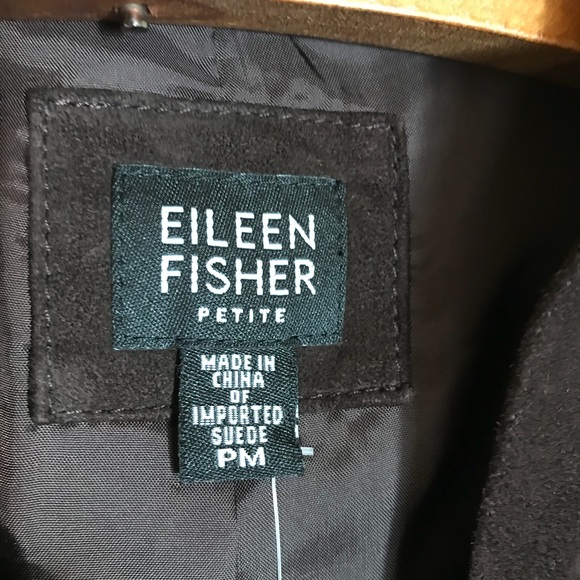 EILEEN
FISHER
PETITE
MADE IN
CHINA
OF
IMPORTED
SUEDE
PM